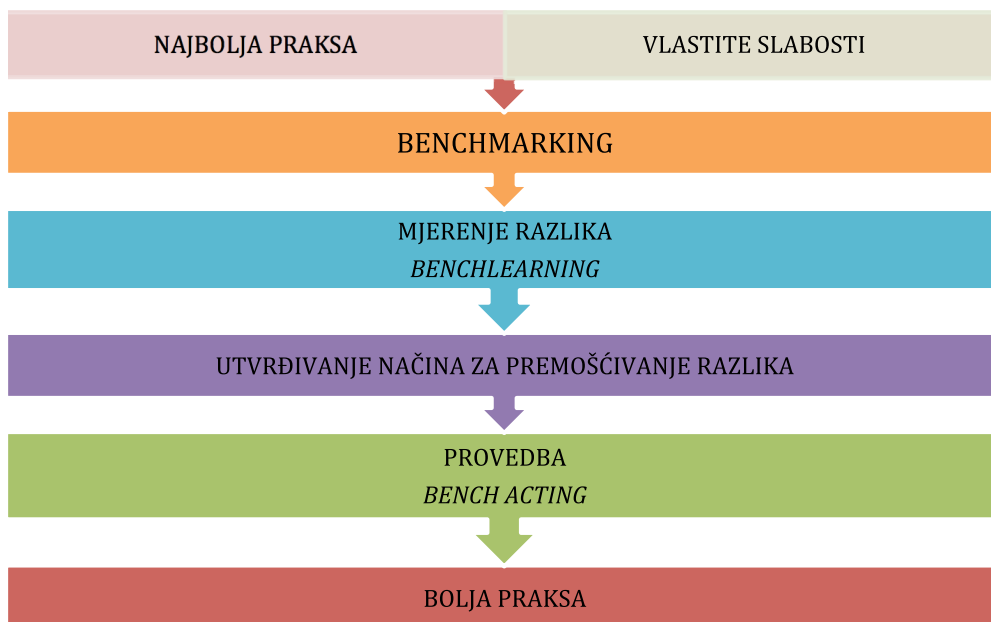 NAJBOLJA PRAKSA
VLASTITE SLABOSTI
BENCHMARKING
MJERENJE RAZLIKA
BENCHLEARNING
UTVRĐIVANJE NAČINA ZA PREMOŠĆIVANJE RAZLIKA
PROVEDBA
BENCH ACTING
BOLJA PRAKSA